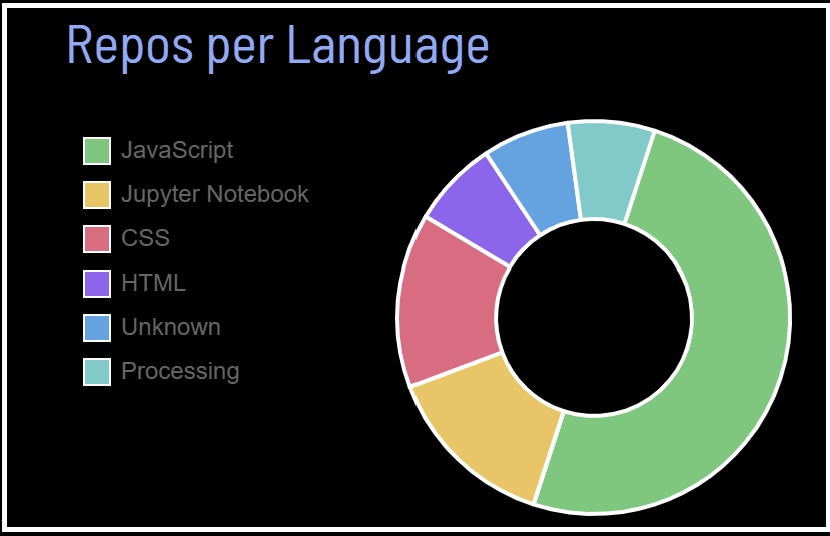 Repos per Language
JavaScript
Jupyter Notebook
CSS
HTML
Unknown
Processing